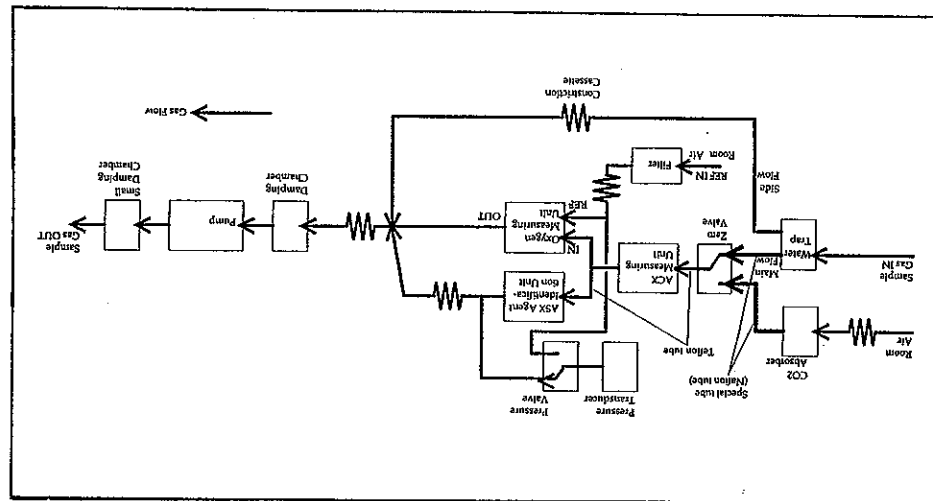 Pressure
Transducer
Pressure
Valve
CO2
Absorber
Special tube
(Nafion tube)
Teflon tube
Room
Air
ASX Agent
Identifica-
tion Unit
Sample
Gas IN
Water
Trap
Main
Flow
Zero
Valve
ACX
Measuring
Unit
IN
Oxygen
Measuring
Unit
REF
OUT
Damping
Chamber
Pump
Small
Damping
Chamber
Sample
Gas OUT
Side
Flow
REF IN
Room Air
Filter
Gas Flow
Constriction
Cassette